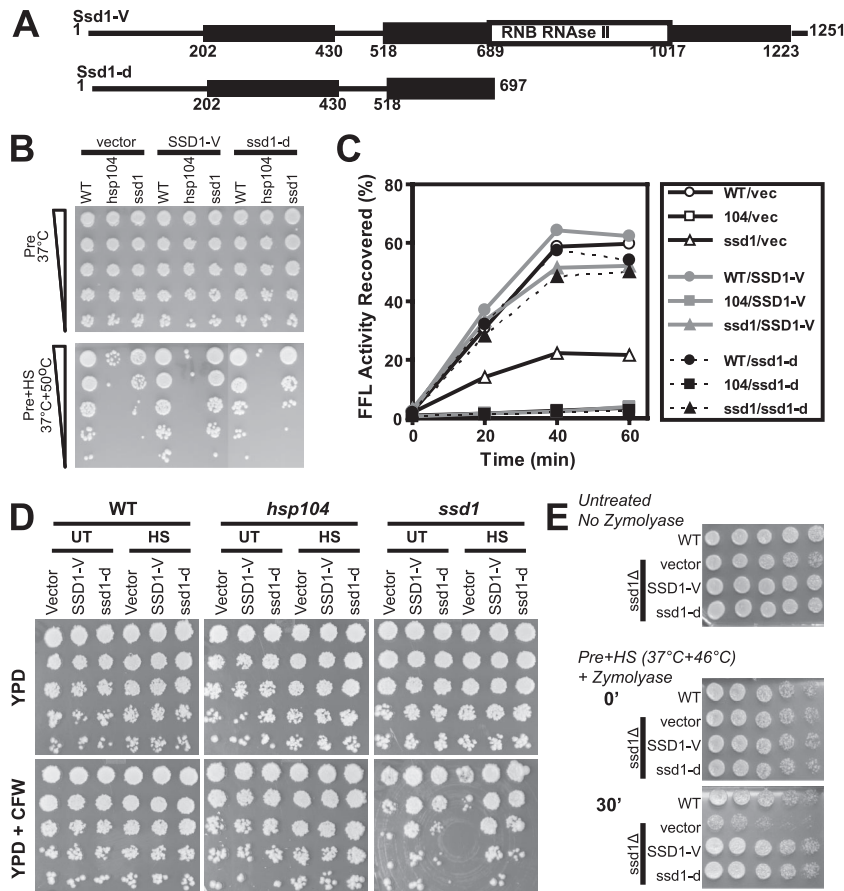 A
Ssd1-V
1
202
430
518
689
RNB RNAse II
1017
1223
1251
Ssd1-d
1
202
430
518
697
B
vector SSD1-V ssd1-d
WT hsp104 ssd1 WT hsp104 ssd1 WT hsp104 ssd1
Pre
37°C
Pre+HS
37°C+50°C
C
FFL Activity Recovered (%)
80
60
40
20
0
0 20 40 60
Time (min)
WT/vec
104/vec
ssd1/vec
WT/SSD1-V
104/SSD1-V
ssd1/SSD1-V
WT/ssd1-d
104/ssd1-d
ssd1/ssd1-d
D
WT hsp104 ssd1
UT HS UT HS UT HS
Vector SSD1-V ssd1-d Vector SSD1-V ssd1-d Vector SSD1-V ssd1-d Vector SSD1-V ssd1-d Vector SSD1-V ssd1-d Vector SSD1-V ssd1-d
YPD
YPD + CFW
E
Untreated
No Zymolyase
WT
ssd1Δ
vector
SSD1-V
ssd1-d
Pre+HS (37°C+46°C)
+ Zymolyase
0'
WT
ssd1Δ
vector
SSD1-V
ssd1-d
30'
WT
ssd1Δ
vector
SSD1-V
ssd1-d